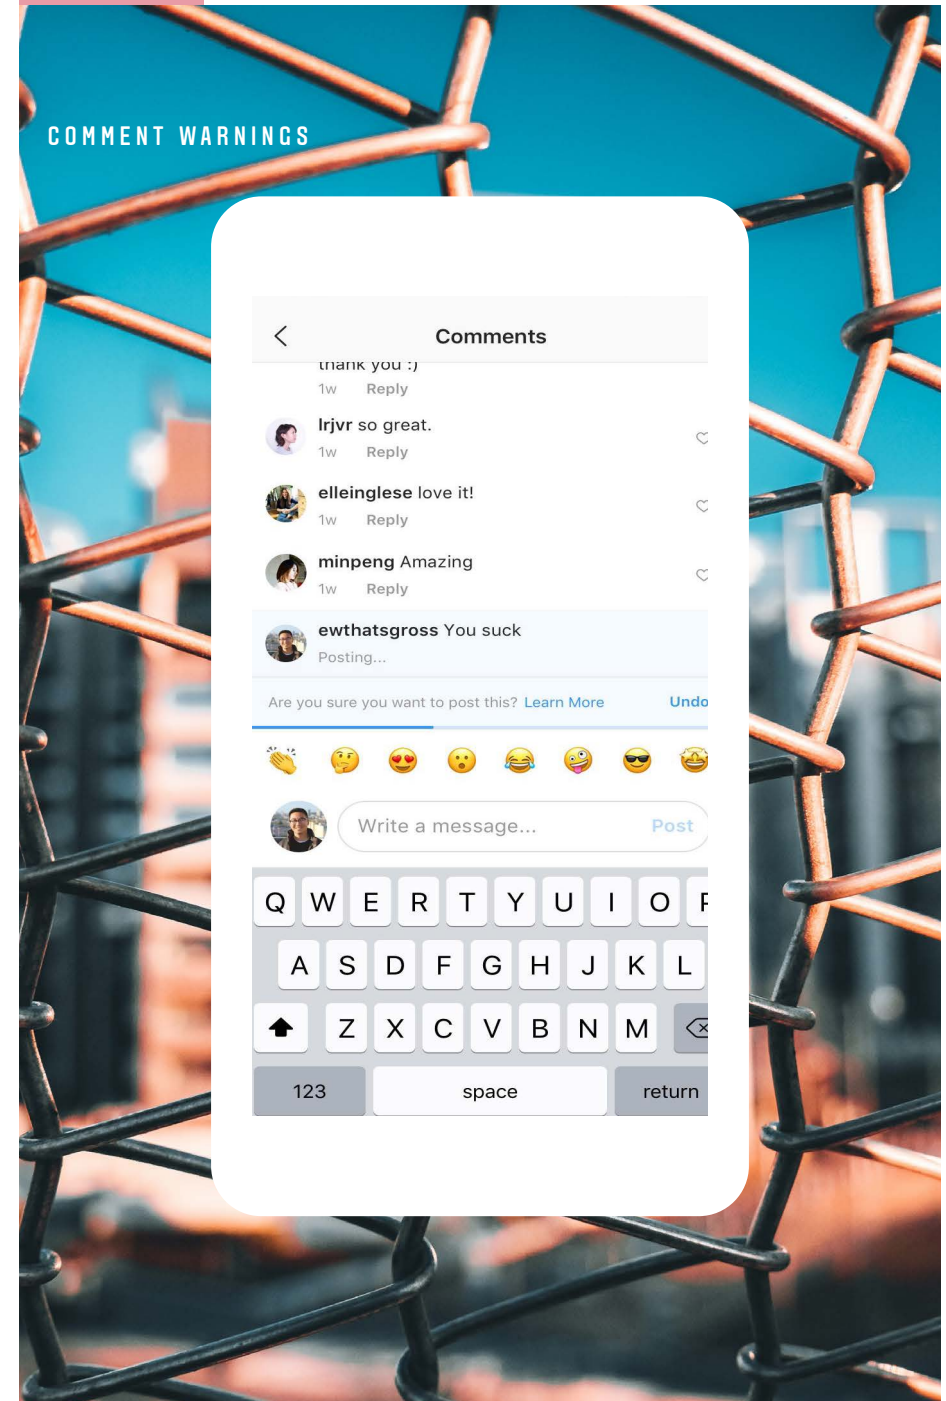 COMMENT WARNINGS
Comments
thank you :)
1w Reply
lrjvr so great.
1w Reply
elleinglese love it!
1w Reply
minpeng Amazing
1w Reply
ewthatsgross You suck
Posting...
Are you sure you want to post this? Learn More Undo
Write a message... Post
Q W E R T Y U I O P
A S D F G H J K L
Z X C V B N M
123 space return